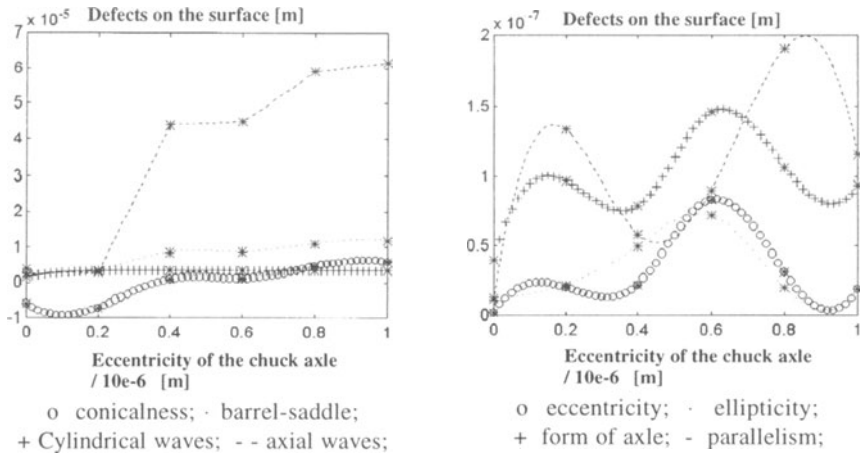 Defects on the surface [m]
x 10^-5
7
6
5
4
3
2
1
0
-1
0 0.2 0.4 0.6 0.8 1
Eccentricity of the chuck axle
/ 10e-6 [m]
o conicalness; · barrel-saddle;
+ Cylindrical waves; - - axial waves;
Defects on the surface [m]
x 10^-7
2
1.5
1
0.5
0
0 0.2 0.4 0.6 0.8 1
Eccentricity of the chuck axle
/ 10e-6 [m]
o eccentricity; · ellipticity;
+ form of axle; - parallelism;